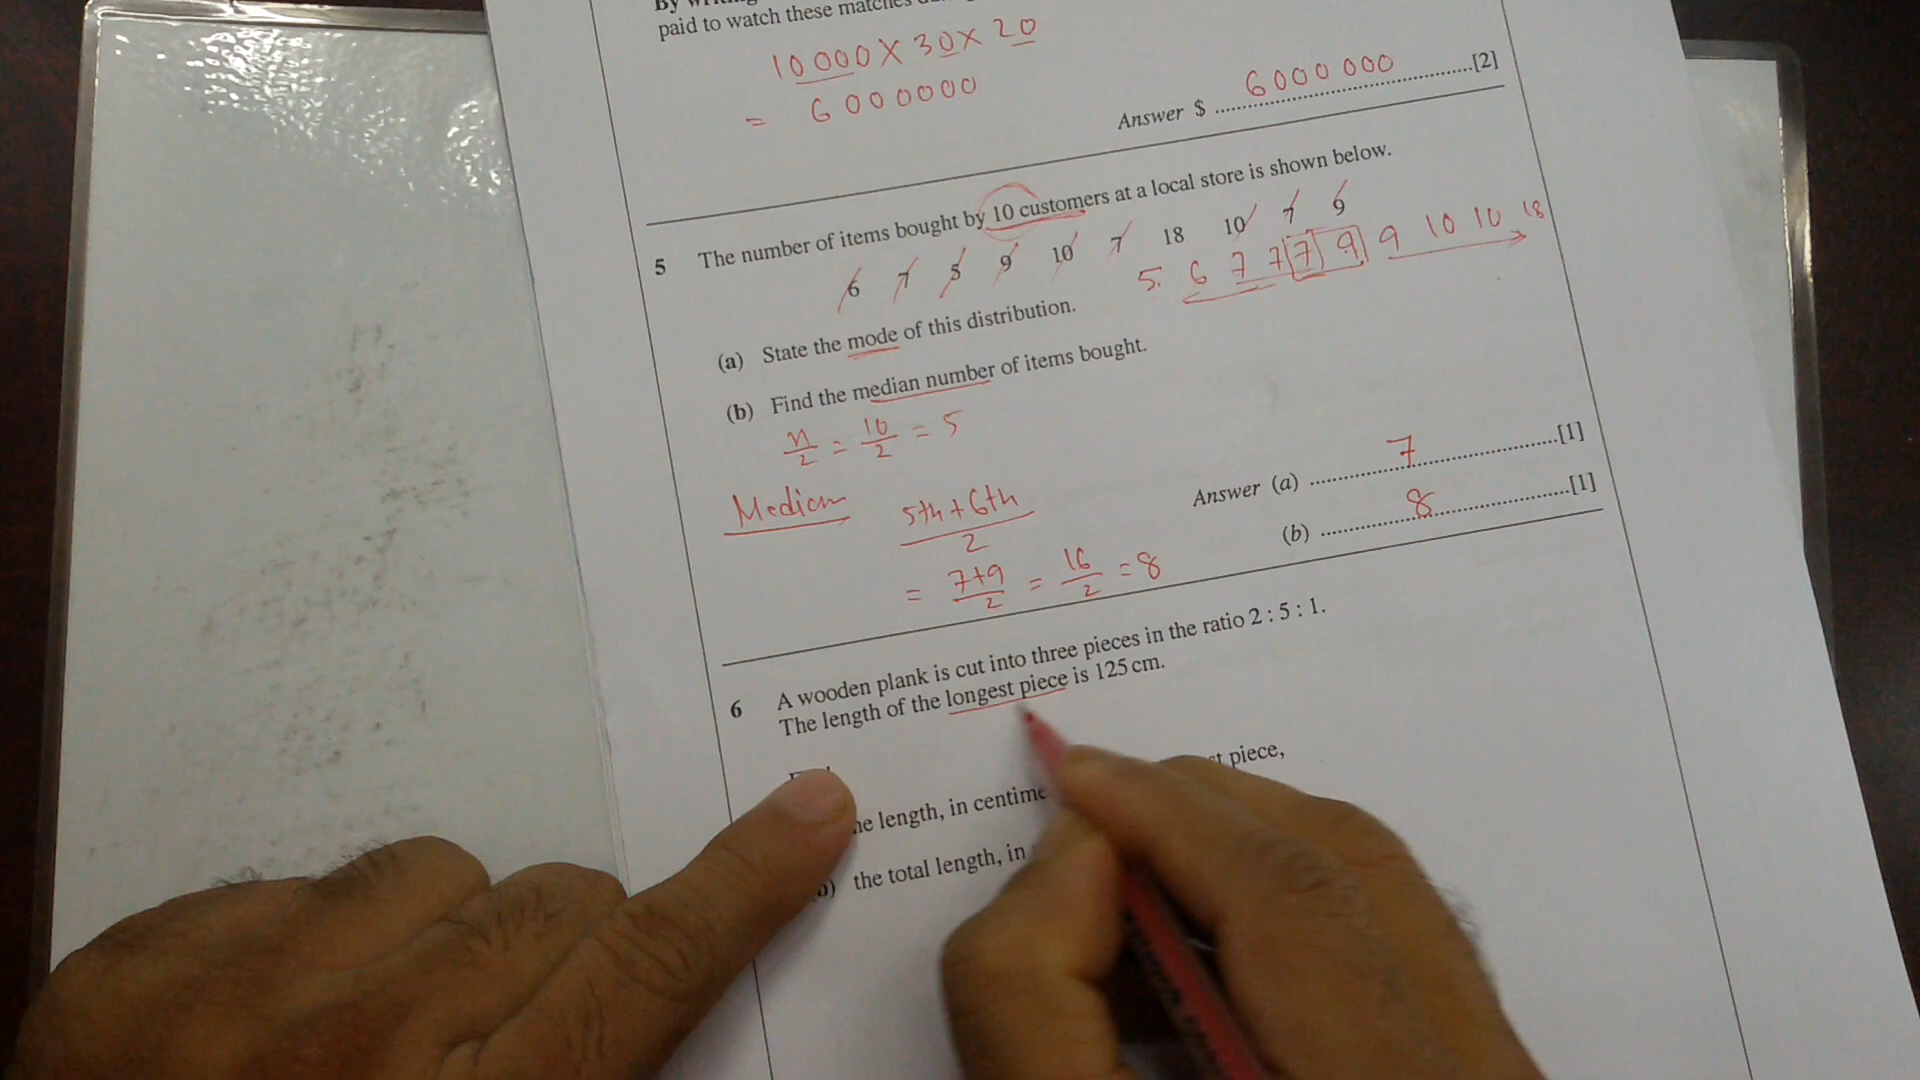 paid to watch these matches
10000 X 30 X 20
= 6000000
Answer $ ..........6000 000..........[2]
5 The number of items bought by 10 customers at a local store is shown below.
6 7 5 9 10 7 18 10 7 9
5. 6 7 7 7 9 9 10 10 18
(a) State the mode of this distribution.
(b) Find the median number of items bought.
n/2 = 10/2 = 5
Answer (a) ..........7..........[1]
Median 5th + 6th / 2
(b) ..........8..........[1]
= 7+9/2 = 16/2 = 8
6 A wooden plank is cut into three pieces in the ratio 2 : 5 : 1.
The length of the longest piece is 125 cm.
length, in piece,
the total length, in